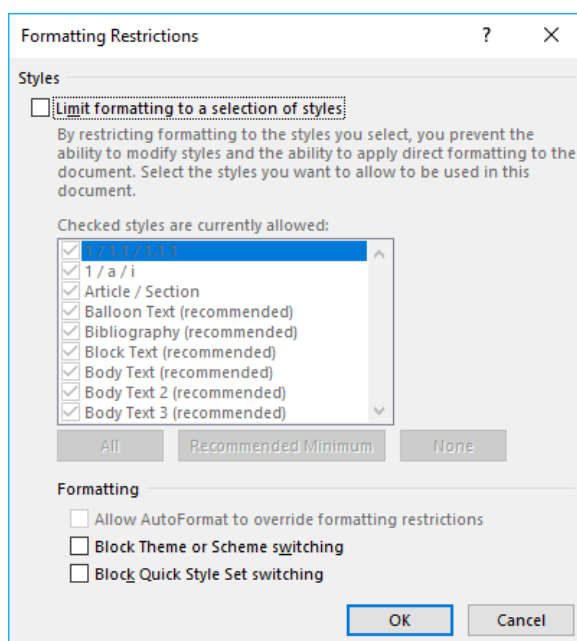 Formatting Restrictions ?
Styles
Limit formatting to a selection of styles
By restricting formatting to the styles you select, you prevent the
ability to modify styles and the ability to apply direct formatting to the
document. Select the styles you want to allow to be used in this
document.
Checked styles are currently allowed:
1 / 1.1 / 1.1.1
1 / a / i
Article / Section
Balloon Text (recommended)
Bibliography (recommended)
Block Text (recommended)
Body Text (recommended)
Body Text 2 (recommended)
Body Text 3 (recommended)
All Recommended Minimum None
Formatting
Allow AutoFormat to override formatting restrictions
Block Theme or Scheme switching
Block Quick Style Set switching
OK Cancel